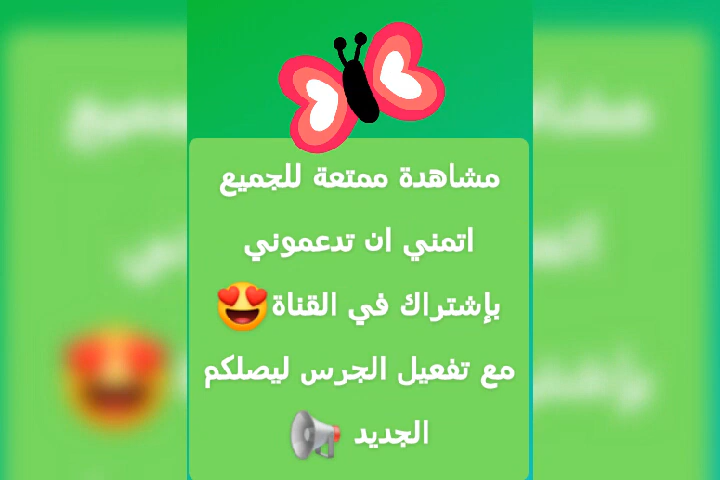 مشاهدة ممتعة للجميع
اتمني ان تدعموني
بإشتراك في القناة😍
مع تفعيل الجرس ليصلكم
الجديد 📢